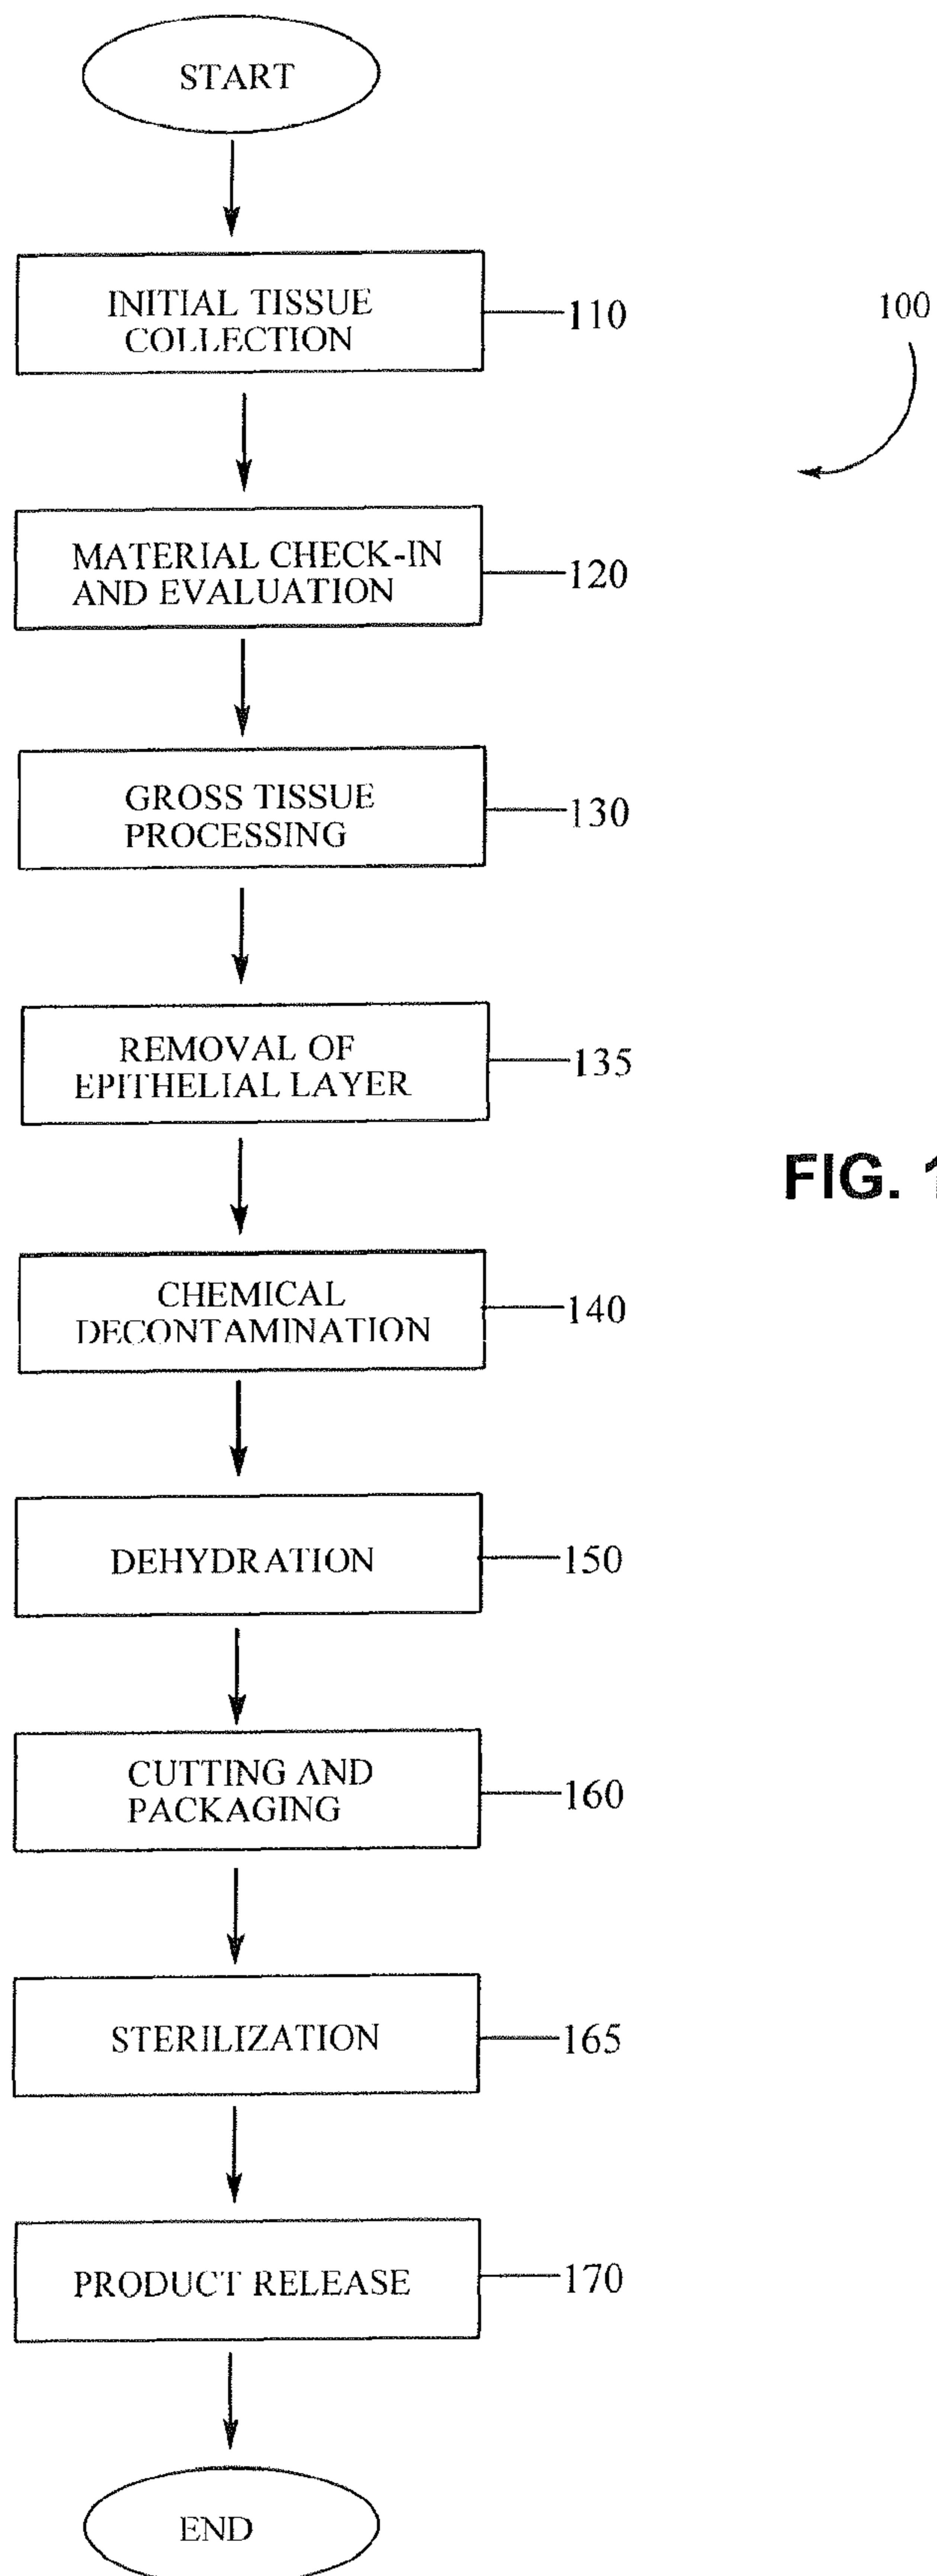 START
INITIAL TISSUE
COLLECTION
110
100
MATERIAL CHECK-IN
AND EVALUATION
120
GROSS TISSUE
PROCESSING
130
REMOVAL OF
EPITHELIAL LAYER
135
FIG. 1
CHEMICAL
DECONTAMINATION
140
DEHYDRATION
150
CUTTING AND
PACKAGING
160
STERILIZATION
165
PRODUCT RELEASE
170
END